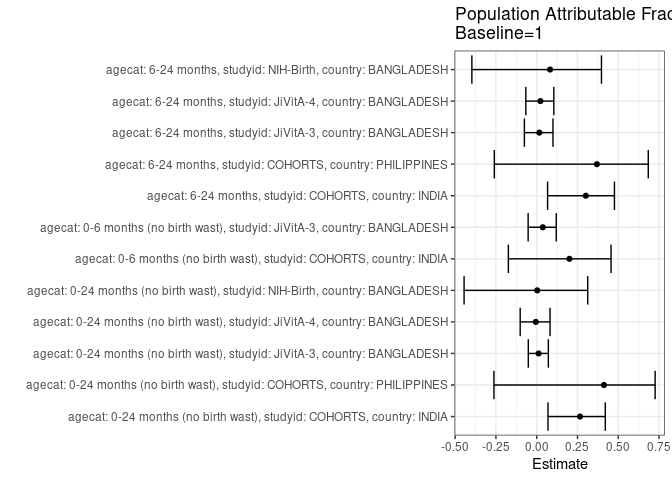 Population Attributable Frac
Baseline=1
agecat: 6-24 months, studyid: NIH-Birth, country: BANGLADESH
agecat: 6-24 months, studyid: JiVitA-4, country: BANGLADESH
agecat: 6-24 months, studyid: JiVitA-3, country: BANGLADESH
agecat: 6-24 months, studyid: COHORTS, country: PHILIPPINES
agecat: 6-24 months, studyid: COHORTS, country: INDIA
agecat: 0-6 months (no birth wast), studyid: JiVitA-3, country: BANGLADESH
agecat: 0-6 months (no birth wast), studyid: COHORTS, country: INDIA
agecat: 0-24 months (no birth wast), studyid: NIH-Birth, country: BANGLADESH
agecat: 0-24 months (no birth wast), studyid: JiVitA-4, country: BANGLADESH
agecat: 0-24 months (no birth wast), studyid: JiVitA-3, country: BANGLADESH
agecat: 0-24 months (no birth wast), studyid: COHORTS, country: PHILIPPINES
agecat: 0-24 months (no birth wast), studyid: COHORTS, country: INDIA
-0.50 -0.25 0.00 0.25 0.50 0.75
Estimate